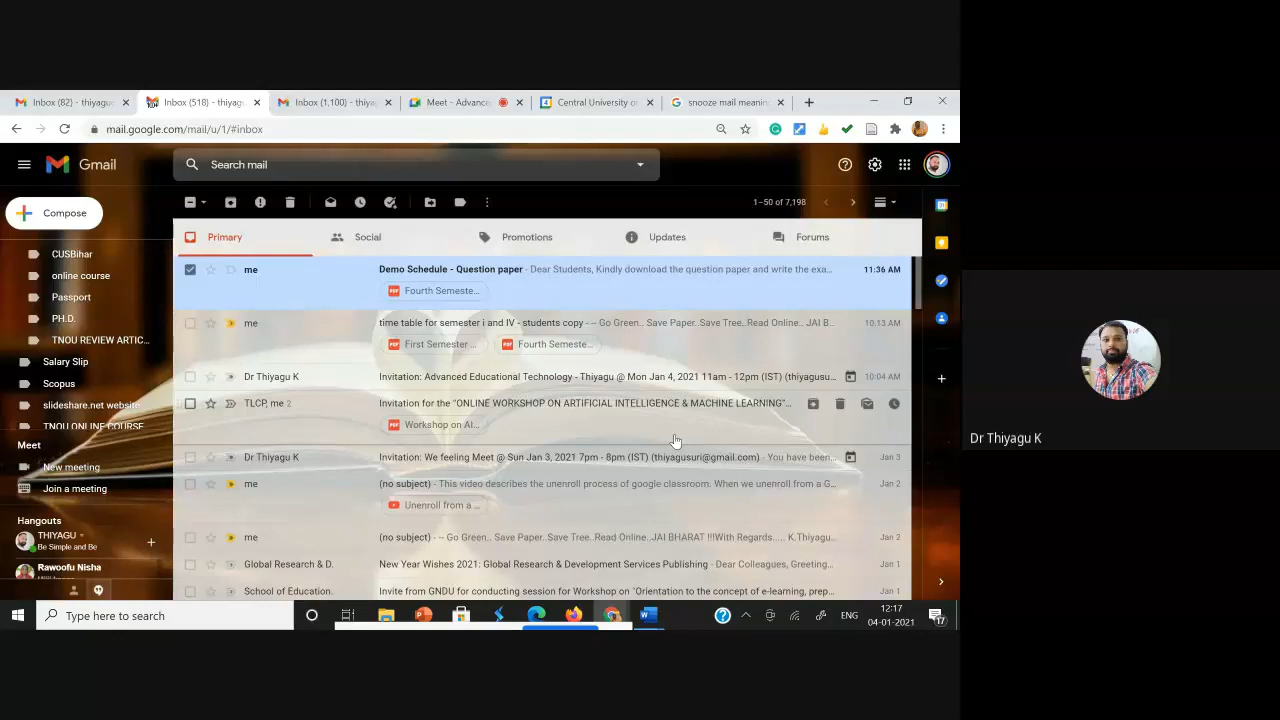 Inbox (82) - thiyagu
Inbox (518) - thiyag
Inbox (1,100) - thiya
Meet - Advance
Central University o
snooze mail meanin
mail.google.com/mail/u/1/#inbox
Gmail
Search mail
Compose
1–50 of 7,198
CUSBihar
online course
Passport
PH.D.
TNOU REVIEW ARTIC...
Salary Slip
Scopus
slideshare.net website
TNOU ONLINE COURSE
Meet
New meeting
Join a meeting
Hangouts
THIYAGU
Be Simple and Be
Rawoofu Nisha
Primary
Social
Promotions
Updates
Forums
me Demo Schedule - Question paper - Dear Students, Kindly download the question paper and write the exa... 11:36 AM
PDF Fourth Semeste...
me time table for semester i and IV - students copy - -- Go Green.. Save Paper..Save Tree..Read Online.. JAI B... 10:13 AM
PDF First Semester ... PDF Fourth Semeste...
Dr Thiyagu K Invitation: Advanced Educational Technology - Thiyagu @ Mon Jan 4, 2021 11am - 12pm (IST) (thiyagusu... 10:04 AM
TLCP, me 2 Invitation for the "ONLINE WORKSHOP ON ARTIFICIAL INTELLIGENCE & MACHINE LEARNING"...
PDF Workshop on AI...
Dr Thiyagu K Invitation: We feeling Meet @ Sun Jan 3, 2021 7pm - 8pm (IST) (thiyagusuri@gmail.com) - You have been... Jan 3
me (no subject) - This video describes the unenroll process of google classroom. When we unenroll from a G... Jan 2
Unenroll from a ...
me (no subject) - -- Go Green.. Save Paper..Save Tree..Read Online..JAI BHARAT !!!With Regards..... K.Thiyagu... Jan 2
Global Research & D. New Year Wishes 2021: Global Research & Development Services Publishing - Dear Colleagues, Greeting... Jan 1
School of Education. Invite from GNDU for conducting session for Workshop on "Orientation to the concept of e-learning, prep... Jan 1
Type here to search
ENG
12:17
04-01-2021
17
Dr Thiyagu K